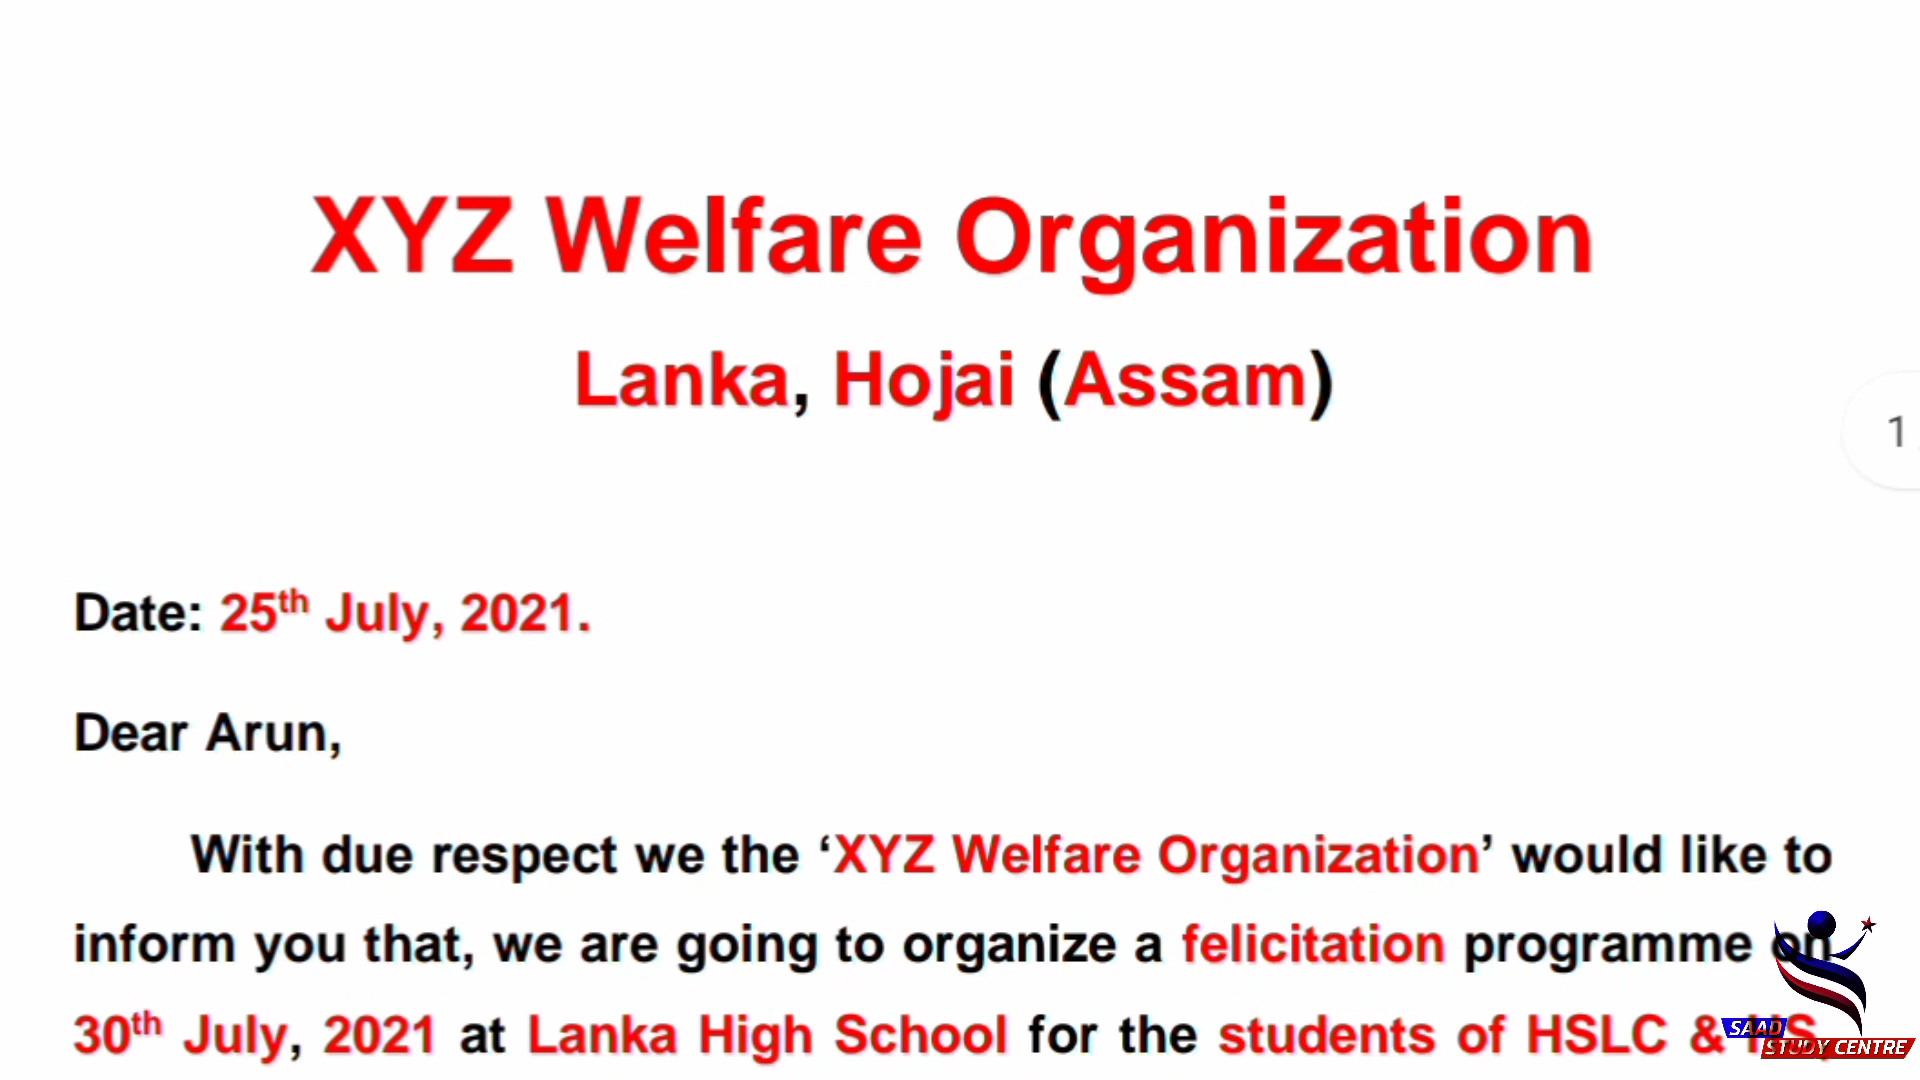 XYZ Welfare Organization
Lanka, Hojai (Assam)
1
Date: 25th July, 2021.
Dear Arun,
With due respect we the ‘XYZ Welfare Organization’ would like to
inform you that, we are going to organize a felicitation programme on
30th July, 2021 at Lanka High School for the students of HSLC & HS,
SAAD
STUDY CENTRE